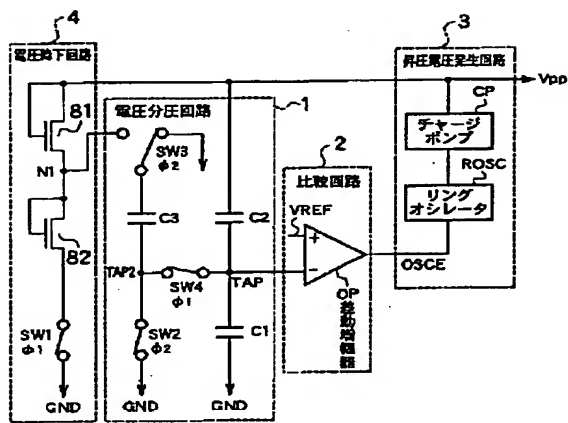 4
電圧降下回路
81
N1
82
SW1
φ1
GND
1
電圧分圧回路
SW3
φ2
C3
C2
TAP2
SW4
φ1
TAP
SW2
φ2
C1
GND
GND
2
比較回路
VREF
+
-
OP
差動増幅器
OSCE
3
昇圧電圧発生回路
Vpp
CP
チャージ
ポンプ
ROSC
リング
オシレータ